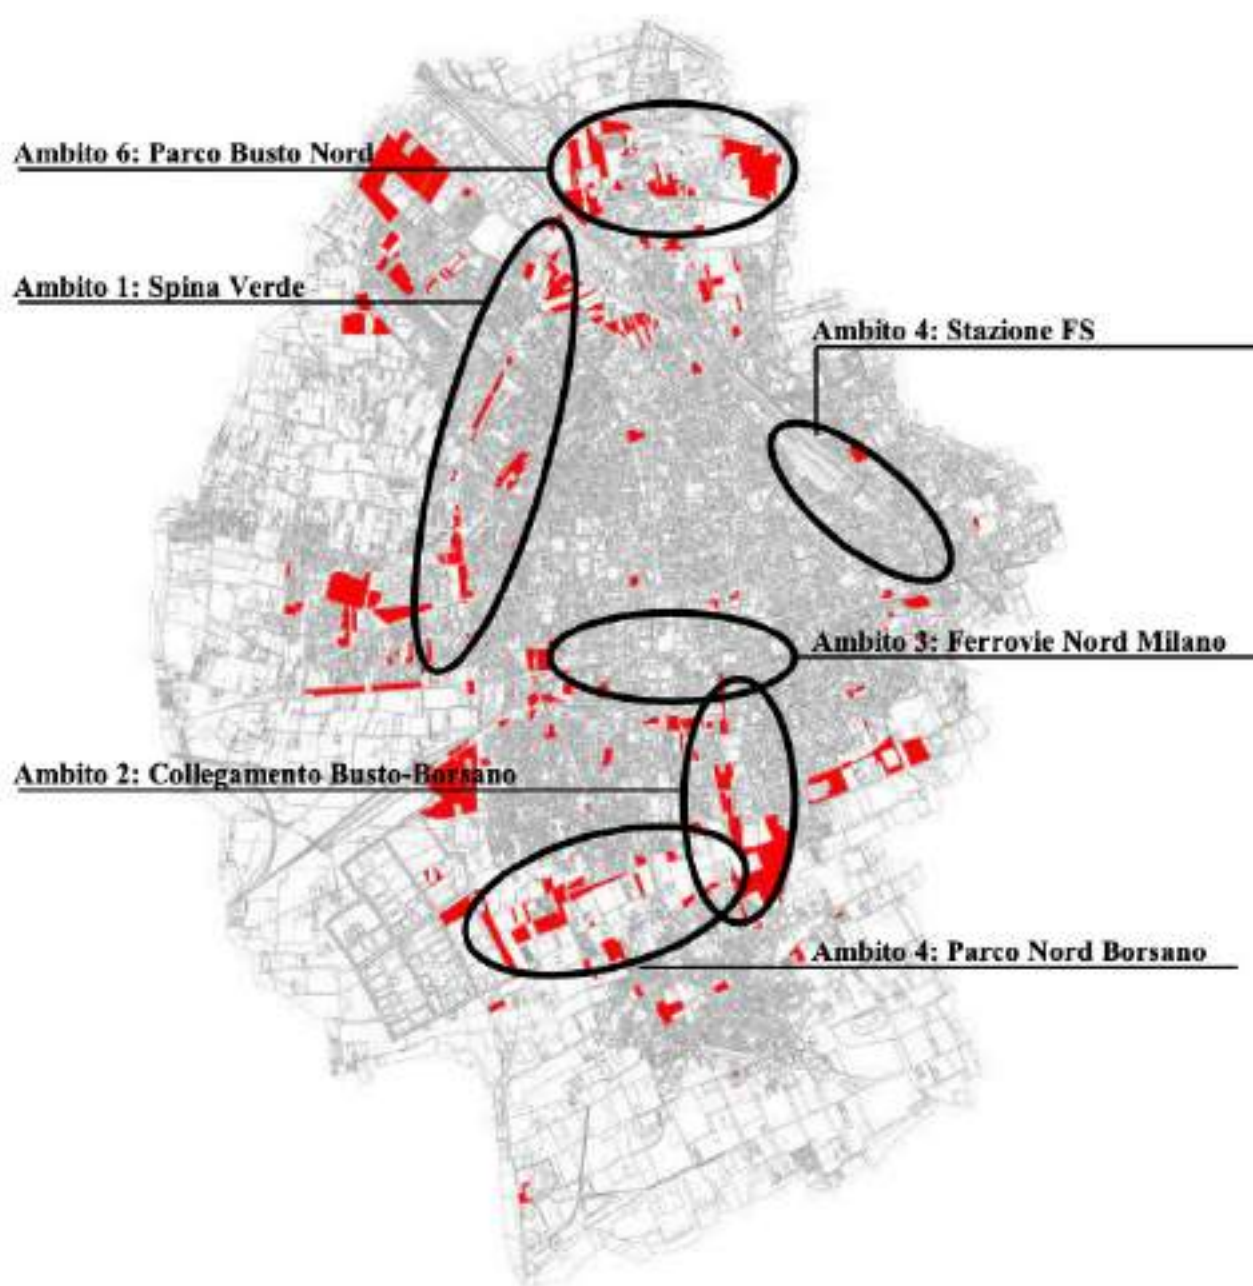 Ambito 6: Parco Busto Nord
Ambito 1: Spina Verde
Ambito 4: Stazione FS
Ambito 3: Ferrovie Nord Milano
Ambito 2: Collegamento Busto-Borsano
Ambito 4: Parco Nord Borsano